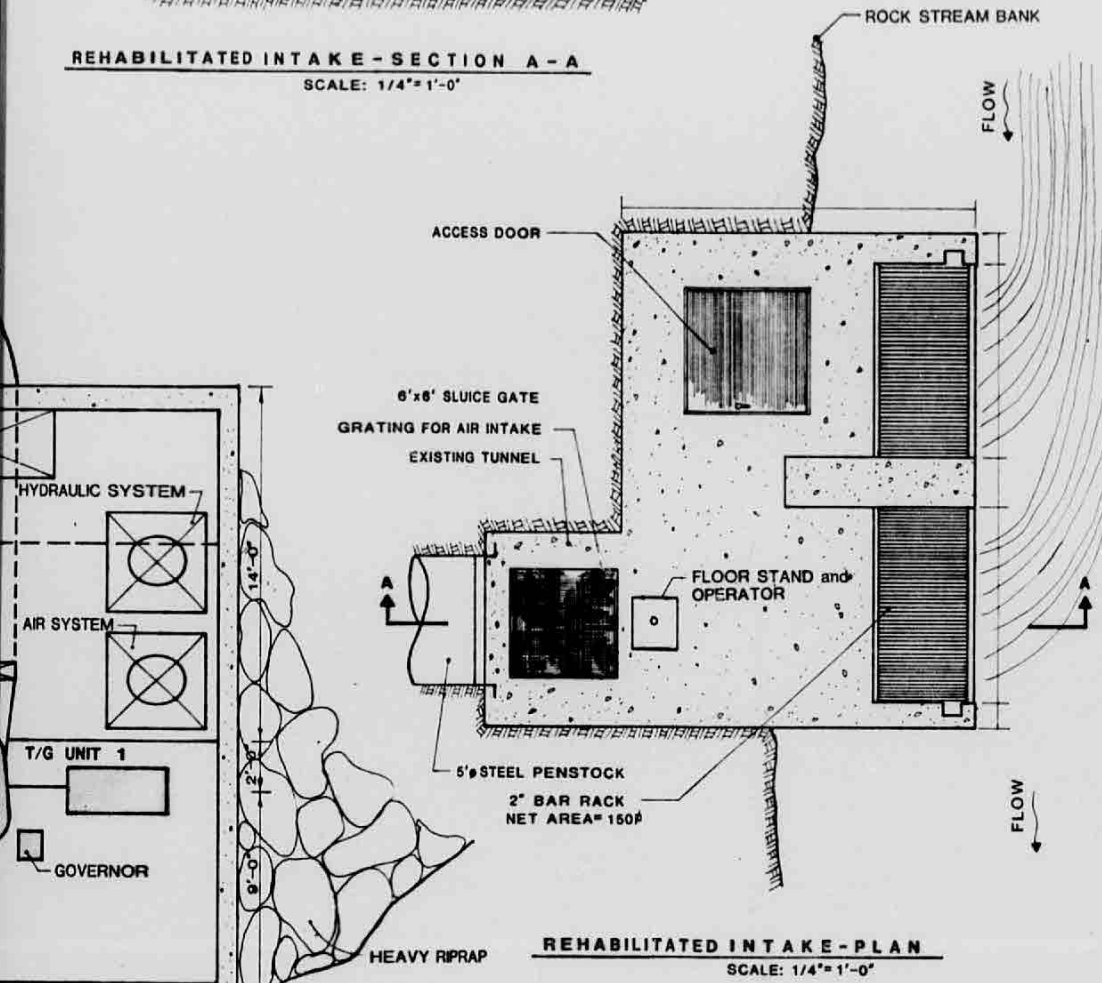 REHABILITATED INTAKE-SECTION A-A
SCALE: 1/4"=1'-0"
ROCK STREAM BANK
FLOW
ACCESS DOOR
6'x6' SLUICE GATE
GRATING FOR AIR INTAKE
EXISTING TUNNEL
HYDRAULIC SYSTEM
14'-0"
A
FLOOR STAND and
OPERATOR
A
AIR SYSTEM
T/G UNIT 1
2'-0"
5'ø STEEL PENSTOCK
2" BAR RACK
NET AREA= 150
FLOW
GOVERNOR
9'-0"
HEAVY RIPRAP
REHABILITATED INTAKE-PLAN
SCALE: 1/4"=1'-0"